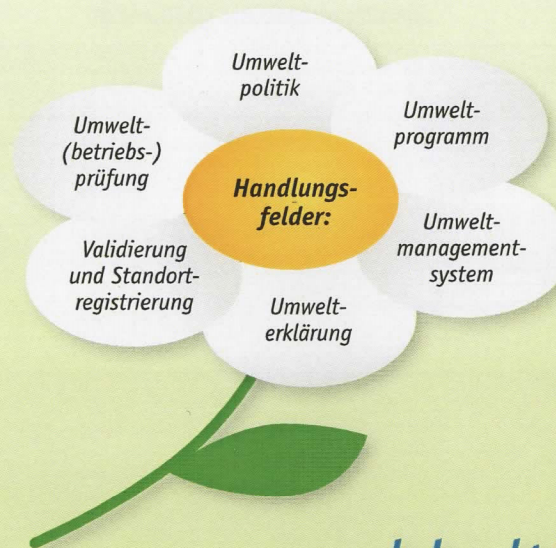 Umwelt-
politik
Umwelt-
programm
Umwelt-
(betriebs-)
prüfung
Handlungs-
felder:
Umwelt-
management-
system
Validierung
und Standort-
registrierung
Umwelt-
erklärung